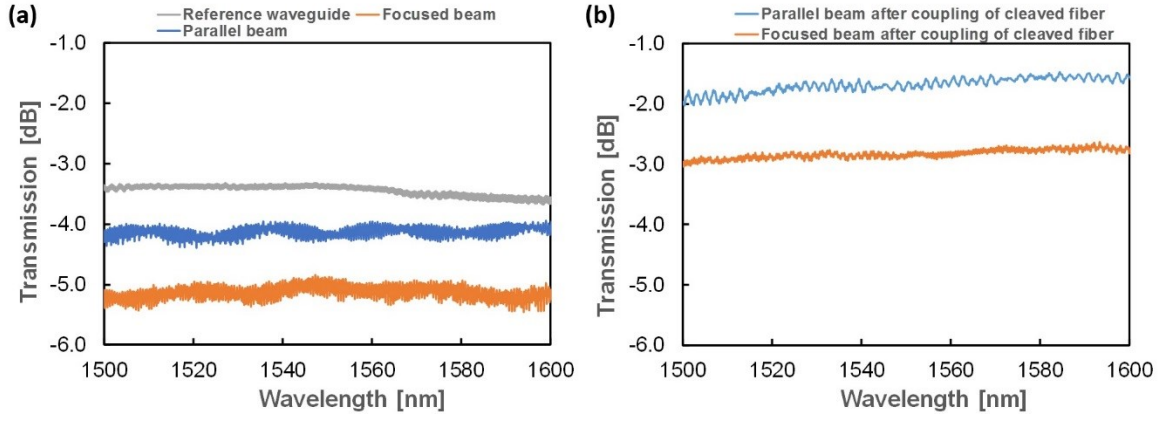 (a)
Reference waveguide Focused beam
Parallel beam
-1.0
-2.0
-3.0
-4.0
-5.0
-6.0
Transmission [dB]
1500 1520 1540 1560 1580 1600
Wavelength [nm]
(b)
Parallel beam after coupling of cleaved fiber
Focused beam after coupling of cleaved fiber
-1.0
-2.0
-3.0
-4.0
-5.0
-6.0
Transmission [dB]
1500 1520 1540 1560 1580 1600
Wavelength [nm]